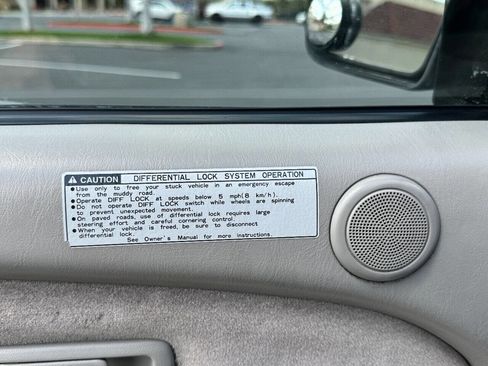 CAUTION DIFFERENTIAL LOCK SYSTEM OPERATION
●Use only to free your stuck vehicle in an emergency escape
from the muddy road.
●Operate DIFF LOCK at speeds below 5 mph(8 km/h).
●Do not operate DIFF LOCK switch while wheels are spinning
to prevent unexpected movement.
●On paved roads, use of differential lock requires large
steering effort and careful cornering control.
●When your vehicle is freed, be sure to disconnect
differential lock.
See Owner's Manual for more instructions.